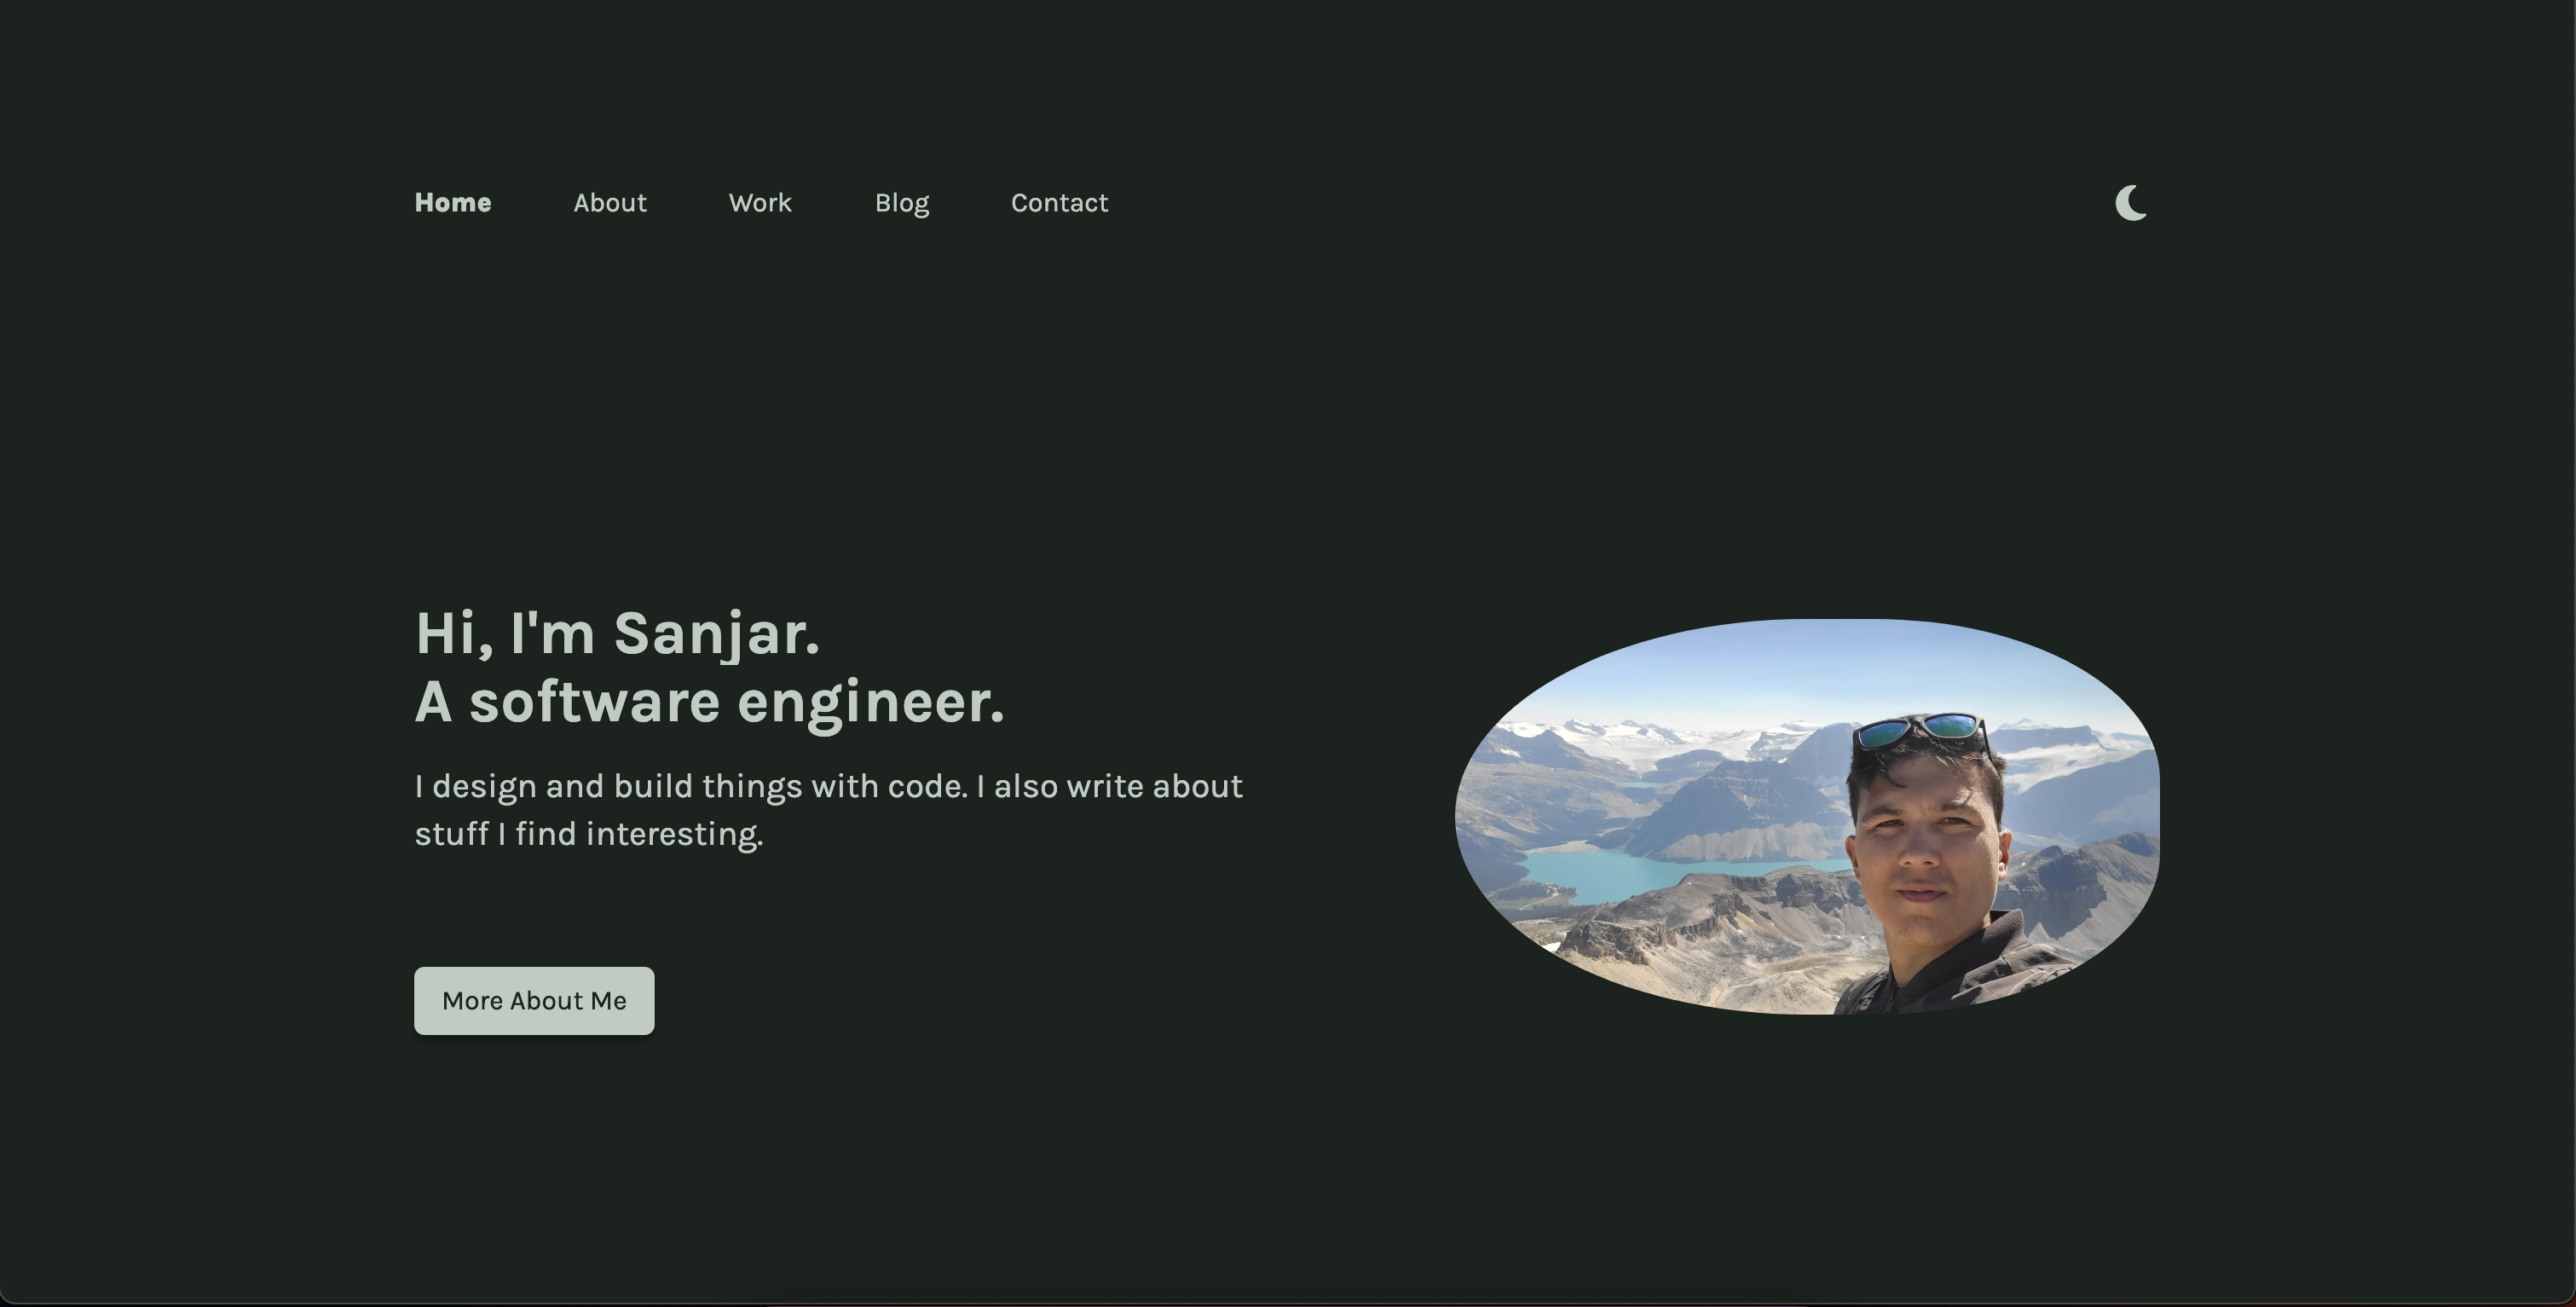 Home About Work Blog Contact
Hi, I'm Sanjar.
A software engineer.
I design and build things with code. I also write about
stuff I find interesting.
More About Me